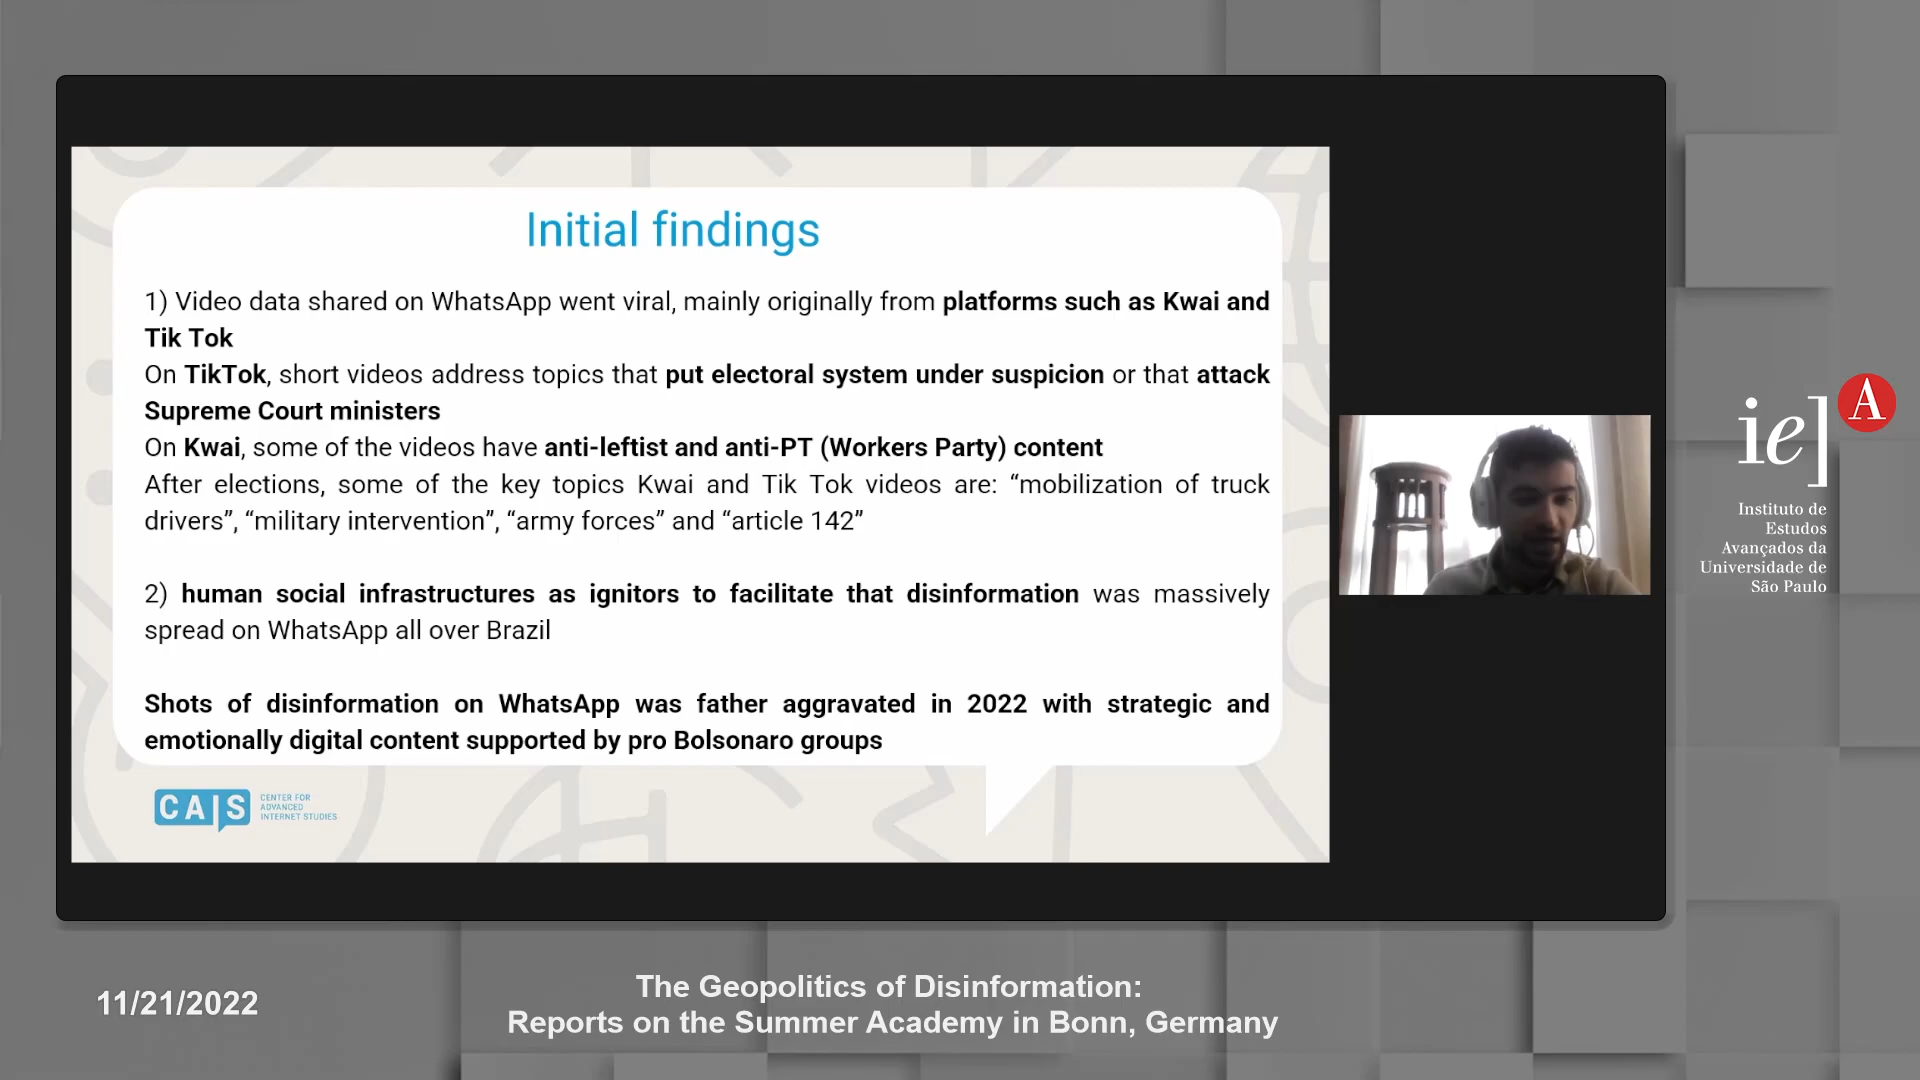 Initial findings
1) Video data shared on WhatsApp went viral, mainly originally from platforms such as Kwai and
Tik Tok
On TikTok, short videos address topics that put electoral system under suspicion or that attack
Supreme Court ministers
On Kwai, some of the videos have anti-leftist and anti-PT (Workers Party) content
After elections, some of the key topics Kwai and Tik Tok videos are: “mobilization of truck
drivers”, “military intervention”, “army forces” and “article 142”
2) human social infrastructures as ignitors to facilitate that disinformation was massively
spread on WhatsApp all over Brazil
Shots of disinformation on WhatsApp was father aggravated in 2022 with strategic and
emotionally digital content supported by pro Bolsonaro groups
CAIS
CENTER FOR
ADVANCED
INTERNET STUDIES
ie]
A
Instituto de
Estudos
Avançados da
Universidade de
São Paulo
11/21/2022
The Geopolitics of Disinformation:
Reports on the Summer Academy in Bonn, Germany